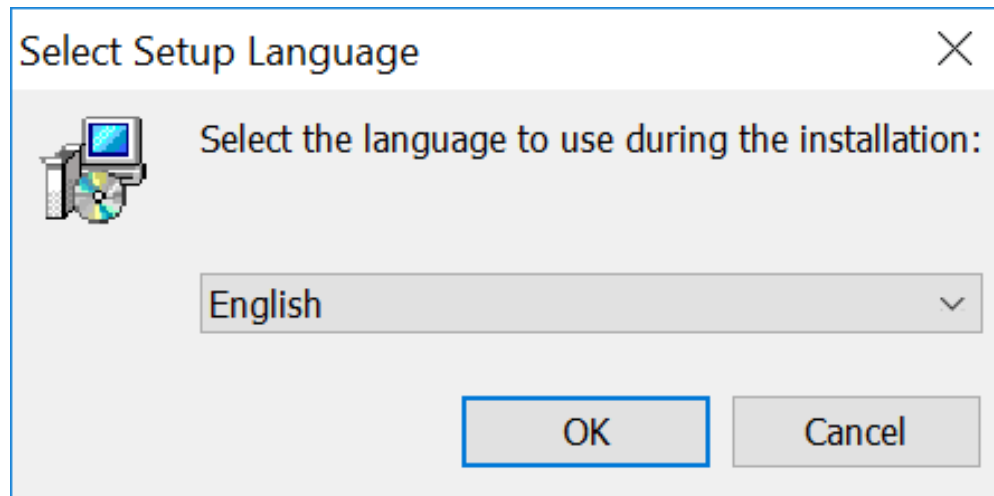 Select Setup Language
Select the language to use during the installation:
English
OK
Cancel